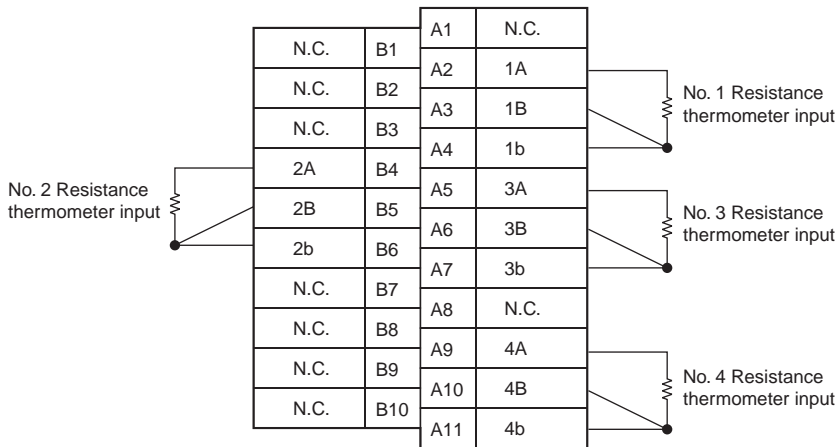 A1 N.C.
N.C. B1
A2 1A
N.C. B2
A3 1B
N.C. B3
A4 1b
2A B4
A5 3A
2B B5
A6 3B
2b B6
A7 3b
N.C. B7
A8 N.C.
N.C. B8
A9 4A
N.C. B9
A10 4B
N.C. B10
A11 4b
No. 1 Resistance
thermometer input
No. 2 Resistance
thermometer input
No. 3 Resistance
thermometer input
No. 4 Resistance
thermometer input